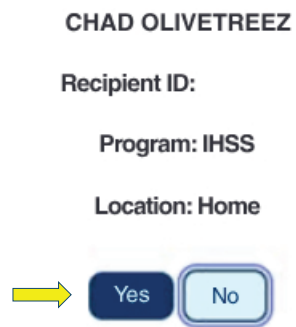 CHAD OLIVETREEZ
Recipient ID:
Program: IHSS
Location: Home
Yes No